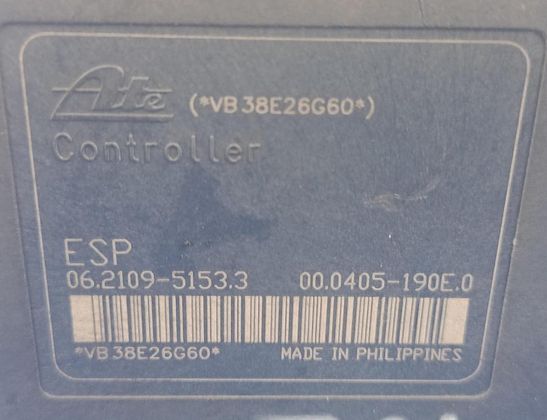 Ate (*VB38E26G60*)
Controller
ESP
06.2109-5153.3 00.0405-190E.0
*VB38E26G60* MADE IN PHILIPPINES